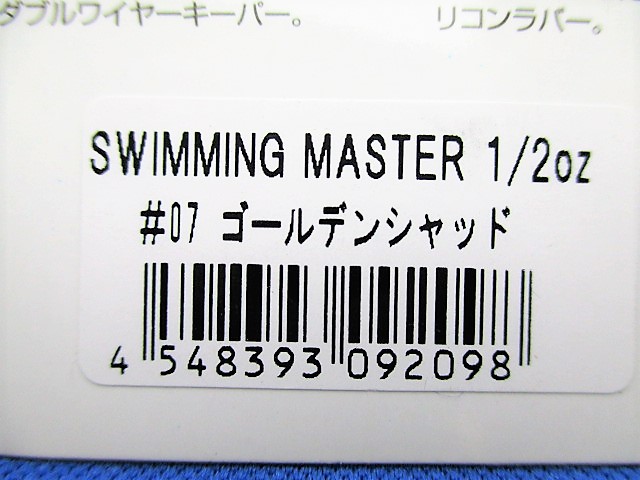 ダブルワイヤーキーパー。 リコンラバー。
SWIMMING MASTER 1/2oz
#07 ゴールデンシャッド
4 548393 092098